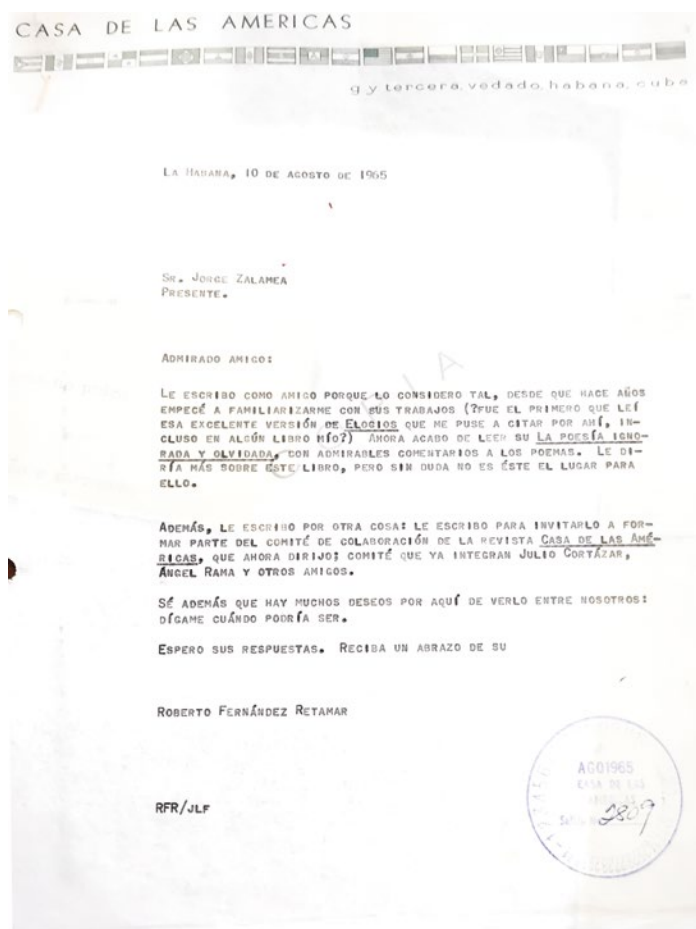 CASA DE LAS AMERICAS
g y tercera, vedado, habana, cuba
LA HABANA, 10 DE AGOSTO DE 1965
SR. JORGE ZALAMEA
PRESENTE.
ADMIRADO AMIGO:
LE ESCRIBO COMO AMIGO PORQUE LO CONSIDERO TAL, DESDE QUE HACE AÑOS
EMPECÉ A FAMILIARIZARME CON SUS TRABAJOS (?FUE EL PRIMERO QUE LEÍ
ESA EXCELENTE VERSIÓN DE ELOGIOS QUE ME PUSE A CITAR POR AHÍ, IN-
CLUSO EN ALGÚN LIBRO MÍO?) AHORA ACABO DE LEER SU LA POESÍA IGNO-
RADA Y OLVIDADA, CON ADMIRABLES COMENTARIOS A LOS POEMAS. LE DI-
RÍA MÁS SOBRE ESTE LIBRO, PERO SIN DUDA NO ES ÉSTE EL LUGAR PARA
ELLO.
ADEMÁS, LE ESCRIBO POR OTRA COSA: LE ESCRIBO PARA INVITARLO A FOR-
MAR PARTE DEL COMITÉ DE COLABORACIÓN DE LA REVISTA CASA DE LAS AMÉ-
RICAS, QUE AHORA DIRIJO; COMITÉ QUE YA INTEGRAN JULIO CORTÁZAR,
ÁNGEL RAMA Y OTROS AMIGOS.
SÉ ADEMÁS QUE HAY MUCHOS DESEOS POR AQUÍ DE VERLO ENTRE NOSOTROS:
DÍGAME CUÁNDO PODRÍA SER.
ESPERO SUS RESPUESTAS. RECIBA UN ABRAZO DE SU
ROBERTO FERNÁNDEZ RETAMAR
RFR/JLF
AGO 1965
CASA DE LAS
2809